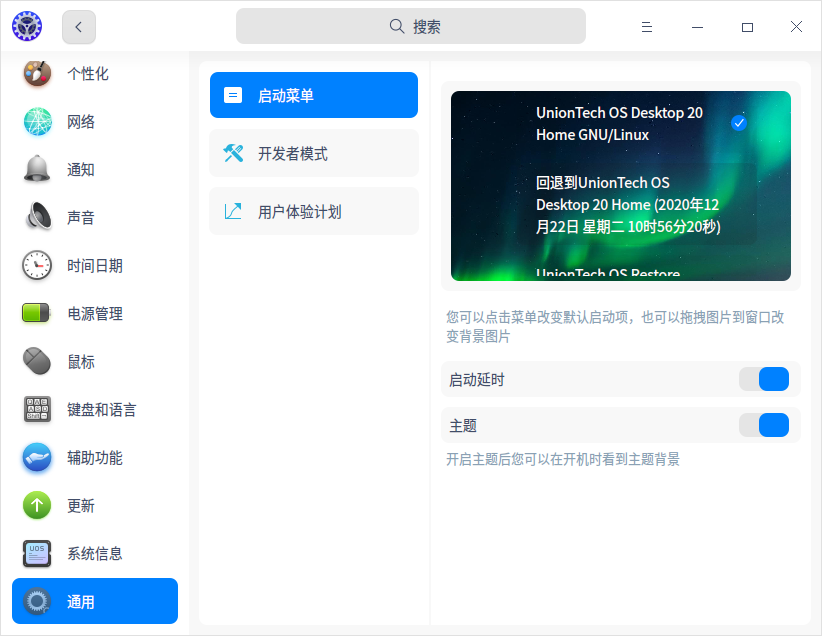 搜索
个性化
网络
通知
声音
时间日期
电源管理
鼠标
键盘和语言
辅助功能
更新
UOS
系统信息
通用
启动菜单
开发者模式
用户体验计划
UnionTech OS Desktop 20
Home GNU/Linux
回退到UnionTech OS
Desktop 20 Home (2020年12
月22日 星期二 10时56分20秒)
UnionTech OS Restore
您可以点击菜单改变默认启动项，也可以拖拽图片到窗口改
变背景图片
启动延时
主题
开启主题后您可以在开机时看到主题背景